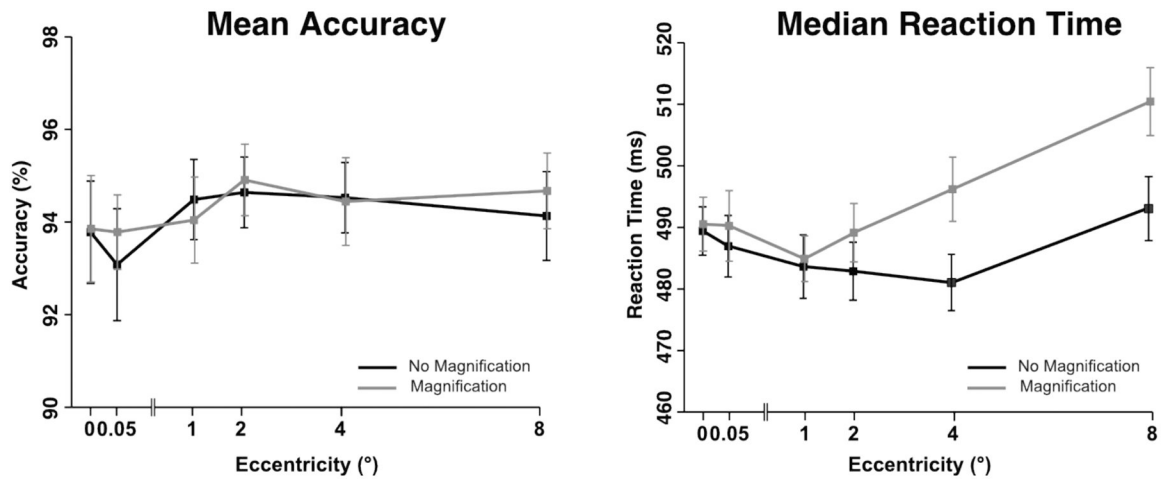 Mean Accuracy
Accuracy (%)
98
96
94
92
90
No Magnification
Magnification
0 0.05 1 2 4 8
Eccentricity (°)
Median Reaction Time
Reaction Time (ms)
520
510
500
490
480
470
460
No Magnification
Magnification
0 0.05 1 2 4 8
Eccentricity (°)